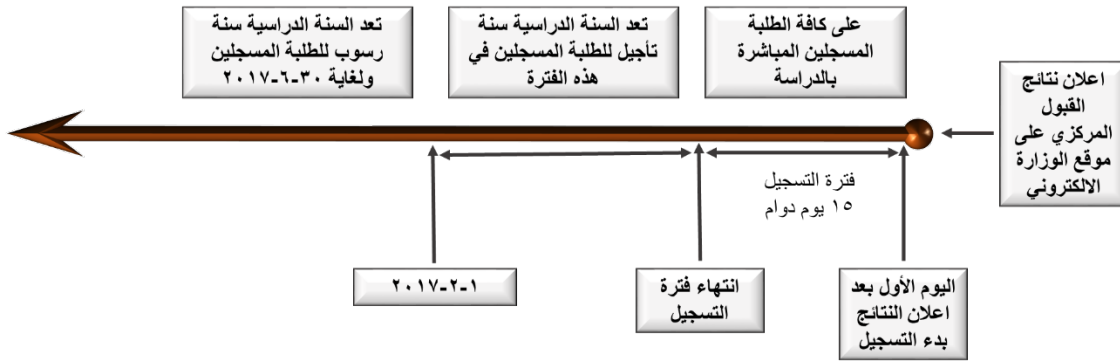 اعلان نتائج
القبول
المركزي على
موقع الوزارة
الالكتروني
على كافة الطلبة
المسجلين المباشرة
بالدراسة
تعد السنة الدراسية سنة
تأجيل للطلبة المسجلين في
هذه الفترة
تعد السنة الدراسية سنة
رسوب للطلبة المسجلين
ولغاية ٣٠-٦-٢٠١٧
فترة التسجيل
١٥ يوم دوام
اليوم الأول بعد
اعلان النتائج
بدء التسجيل
انتهاء فترة
التسجيل
١-٢-٢٠١٧